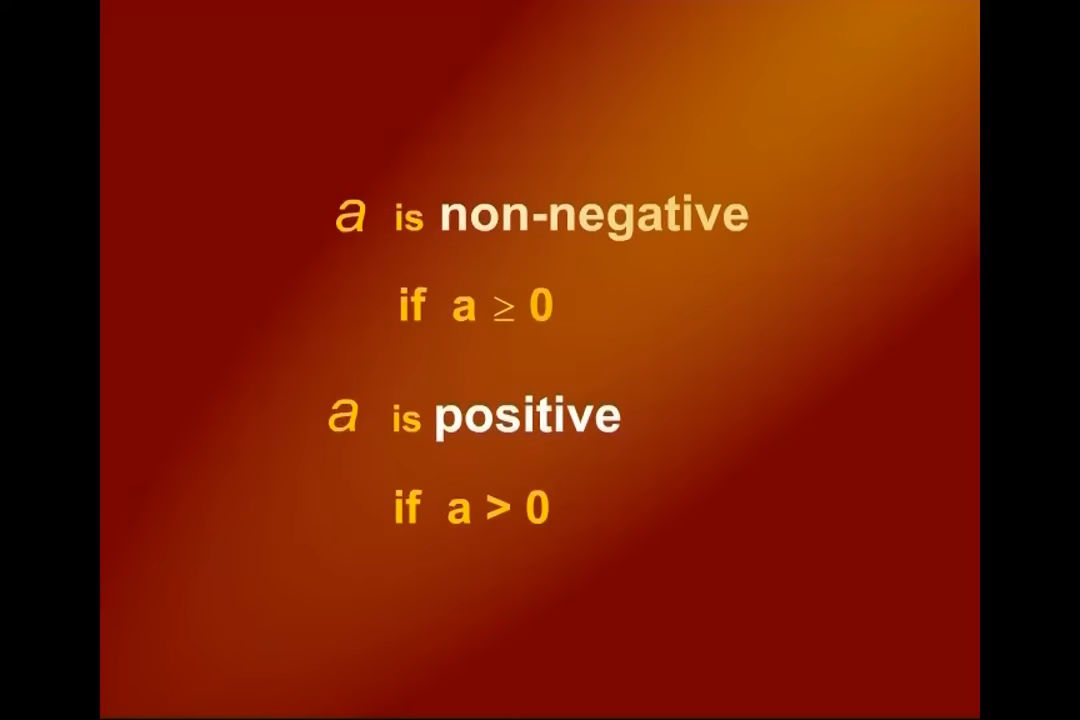 a is non-negative
if a ≥ 0
a is positive
if a > 0